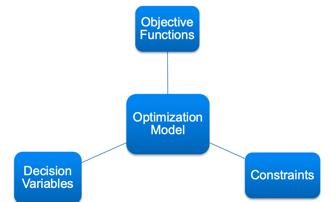 Objective
Functions
Optimization
Model
Decision
Variables
Constraints